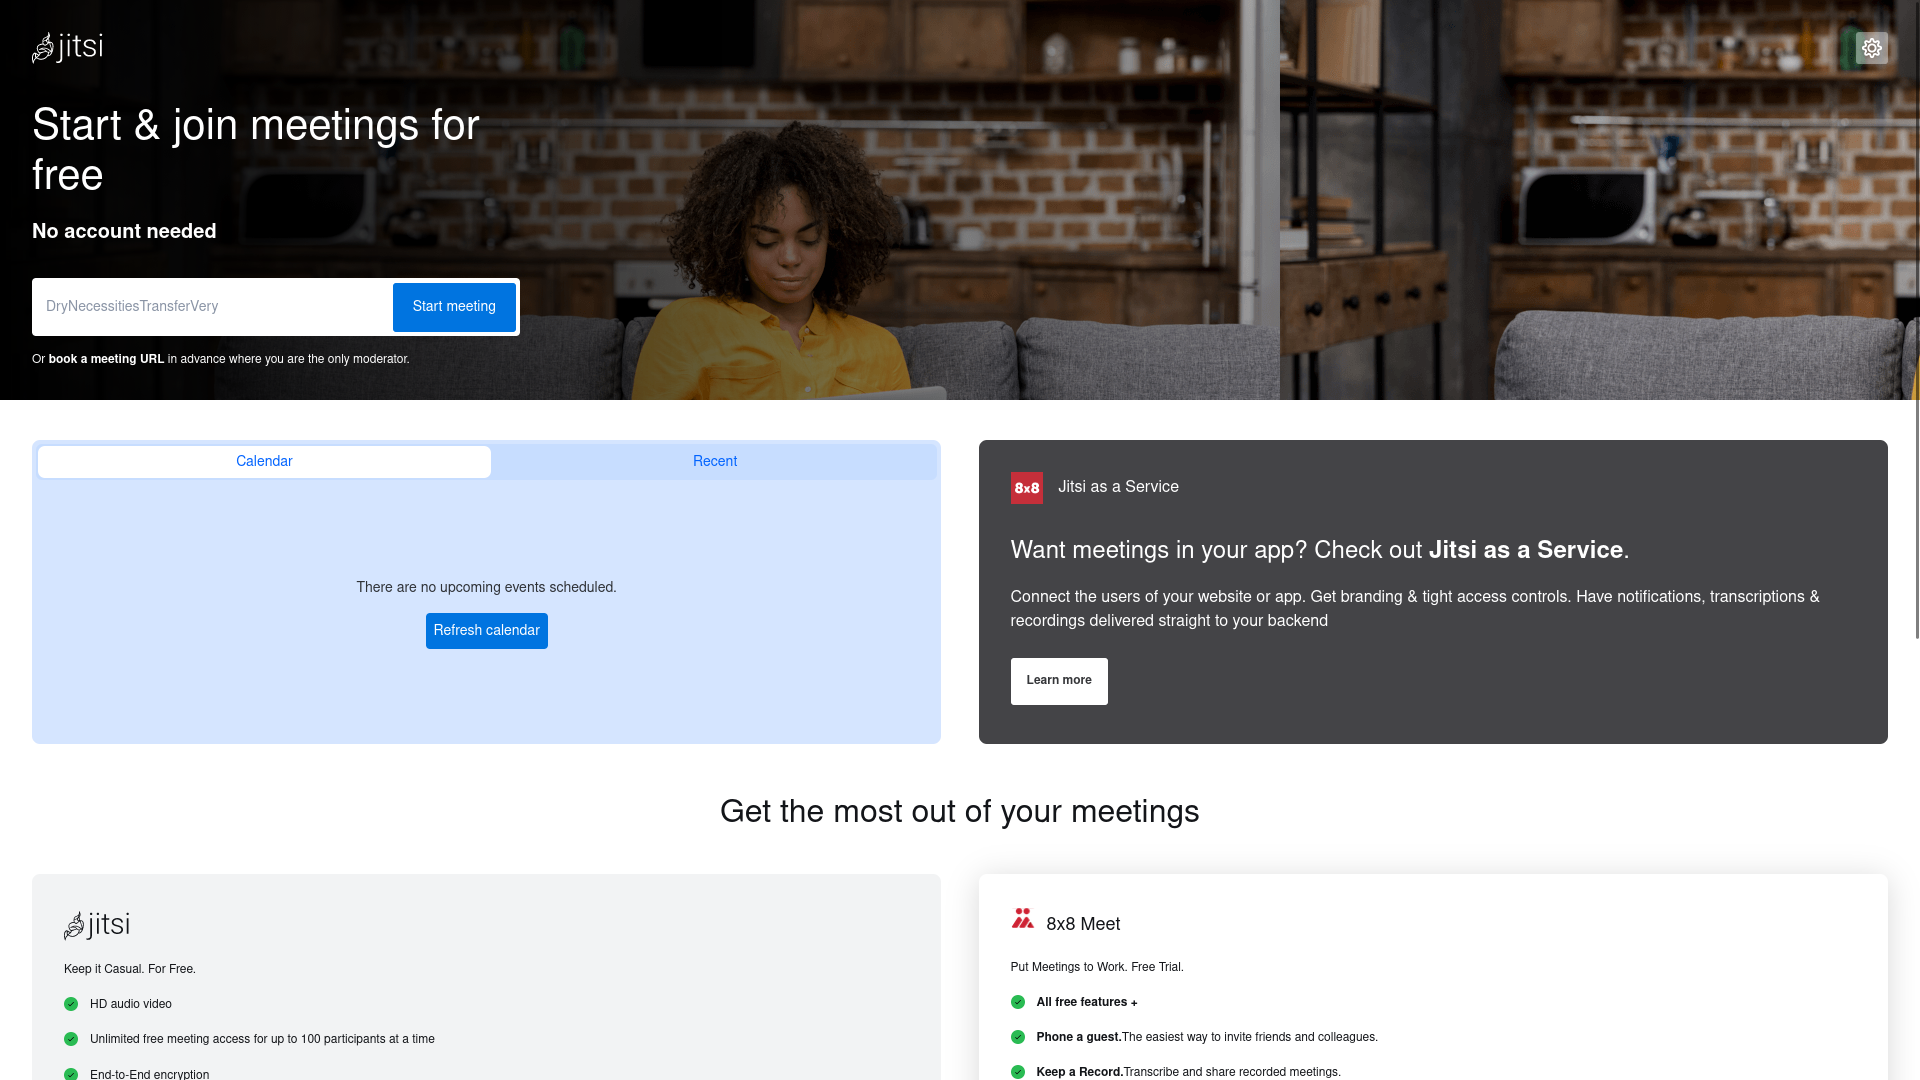 jitsi
Start & join meetings for
free
No account needed
DryNecessitiesTransferVery
Start meeting
Or book a meeting URL in advance where you are the only moderator.
Calendar
Recent
There are no upcoming events scheduled.
Refresh calendar
8x8
Jitsi as a Service
Want meetings in your app? Check out Jitsi as a Service.
Connect the users of your website or app. Get branding & tight access controls. Have notifications, transcriptions &
recordings delivered straight to your backend
Learn more
Get the most out of your meetings
jitsi
Keep it Casual. For Free.
HD audio video
Unlimited free meeting access for up to 100 participants at a time
End-to-End encryption
8x8 Meet
Put Meetings to Work. Free Trial.
All free features +
Phone a guest.The easiest way to invite friends and colleagues.
Keep a Record.Transcribe and share recorded meetings.